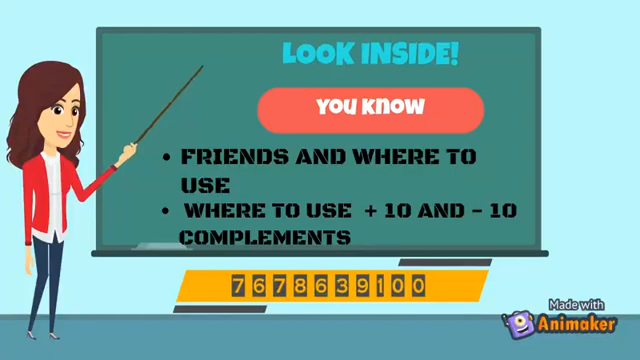 LOOK INSIDE!
YOU KNOW
• FRIENDS AND WHERE TO
USE
• WHERE TO USE + 10 AND - 10
COMPLEMENTS
7678639100
Made with
Animaker